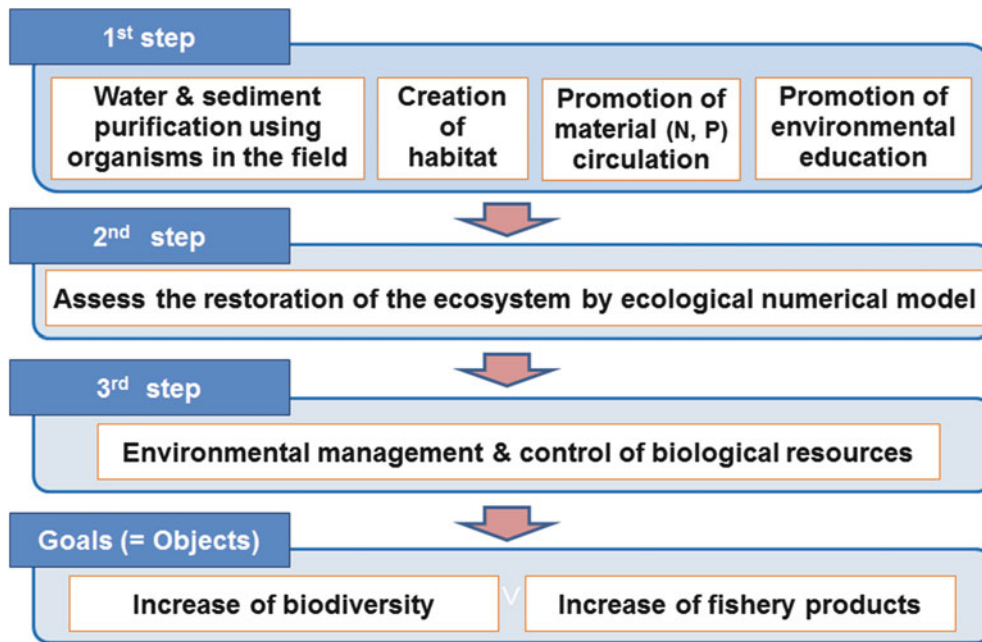 1st step
Water & sediment
purification using
organisms in the field
Creation
of
habitat
Promotion of
material (N, P)
circulation
Promotion of
environmental
education
2nd step
Assess the restoration of the ecosystem by ecological numerical model
3rd step
Environmental management & control of biological resources
Goals (= Objects)
Increase of biodiversity
V
Increase of fishery products